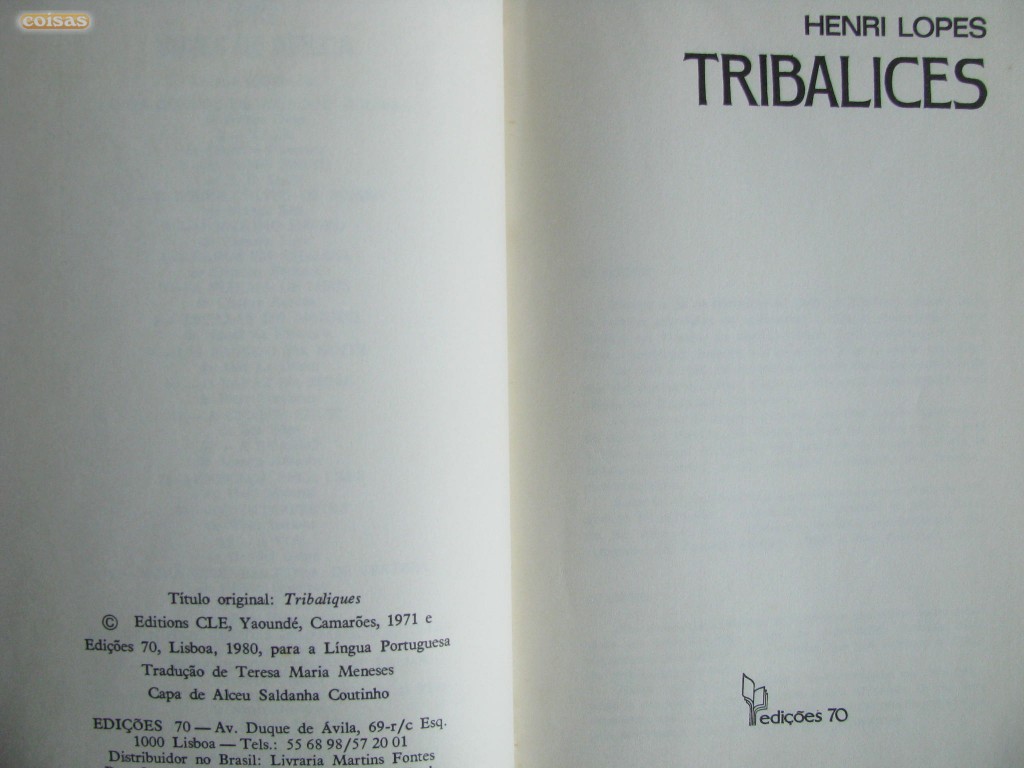 coisas
Título original: Tribaliques
© Editions CLE, Yaoundé, Camarões, 1971 e
Edições 70, Lisboa, 1980, para a Língua Portuguesa
Tradução de Teresa Maria Meneses
Capa de Alceu Saldanha Coutinho
EDIÇÕES 70 — Av. Duque de Ávila, 69-r/c Esq.
1000 Lisboa — Tels.: 55 68 98/57 20 01
Distribuidor no Brasil: Livraria Martins Fontes
HENRI LOPES
TRIBALICES
edições 70